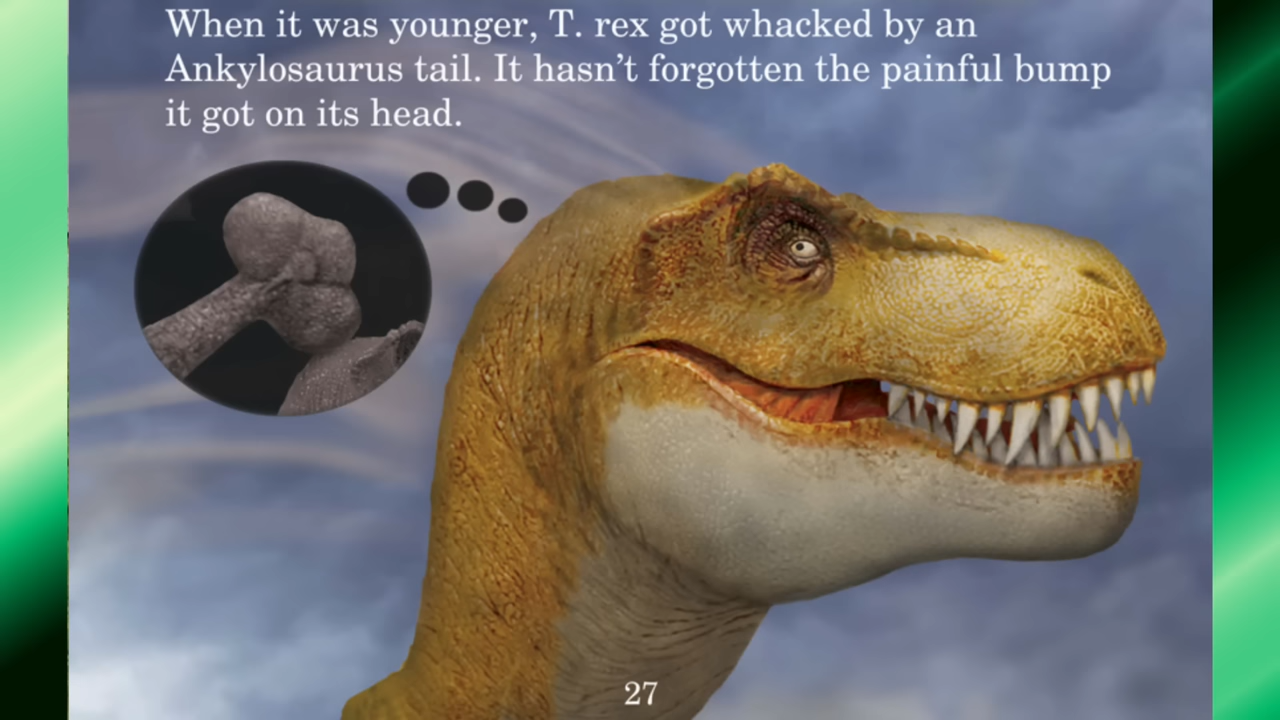 When it was younger, T. rex got whacked by an
Ankylosaurus tail. It hasn’t forgotten the painful bump
it got on its head.
27